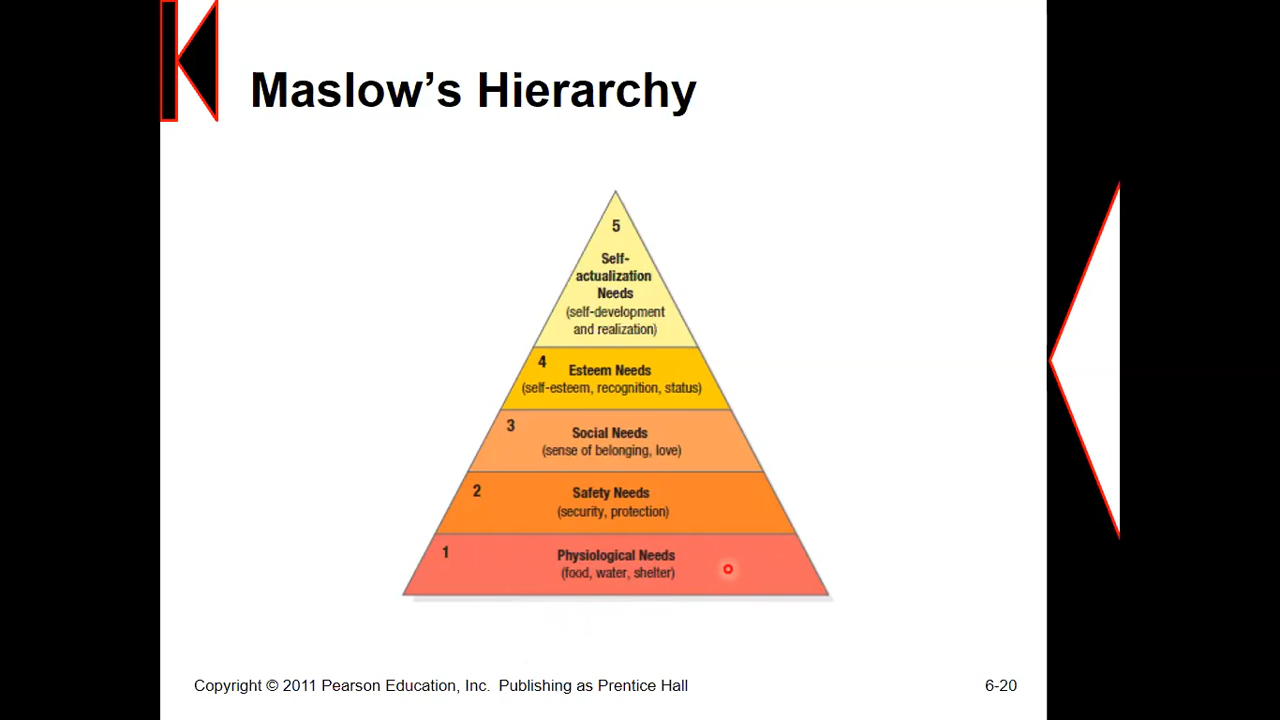 Maslow’s Hierarchy
5
Self-
actualization
Needs
(self-development
and realization)
4
Esteem Needs
(self-esteem, recognition, status)
3
Social Needs
(sense of belonging, love)
2
Safety Needs
(security, protection)
1
Physiological Needs
(food, water, shelter)
Copyright © 2011 Pearson Education, Inc.  Publishing as Prentice Hall
6-20